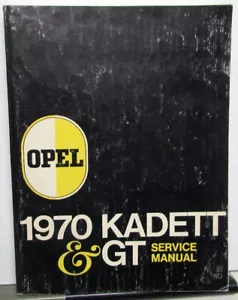 OPEL
1970 KADETT
& GT SERVICE
MANUAL